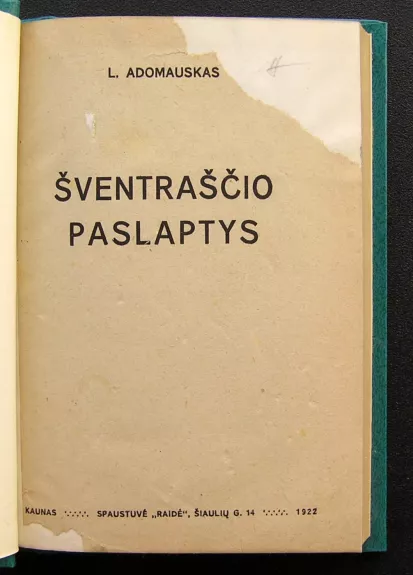 L. ADOMAUSKAS
ŠVENTRAŠČIO
PASLAPTYS
KAUNAS SPAUSTUVĖ „RAIDĖ“, ŠIAULIŲ G. 14 1922